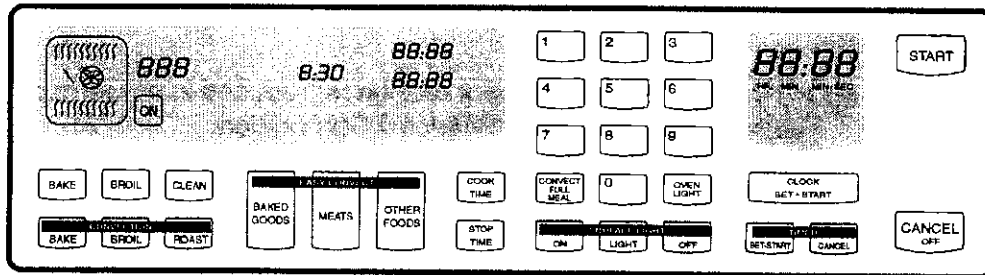 888
ON
8:30
88:88
88:88
1 2 3
4 5 6
7 8 9
CONVECT FULL MEAL
0
OVEN LIGHT
88:88
HR. MIN. MIN. SEC
START
BAKE
BROIL
CLEAN
BAKED GOODS
MEATS
OTHER FOODS
COOK TIME
STOP TIME
CLOCK
SET • START
BAKE
BROIL
ROAST
ON
LIGHT
OFF
SET•START
CANCEL
CANCEL
OFF